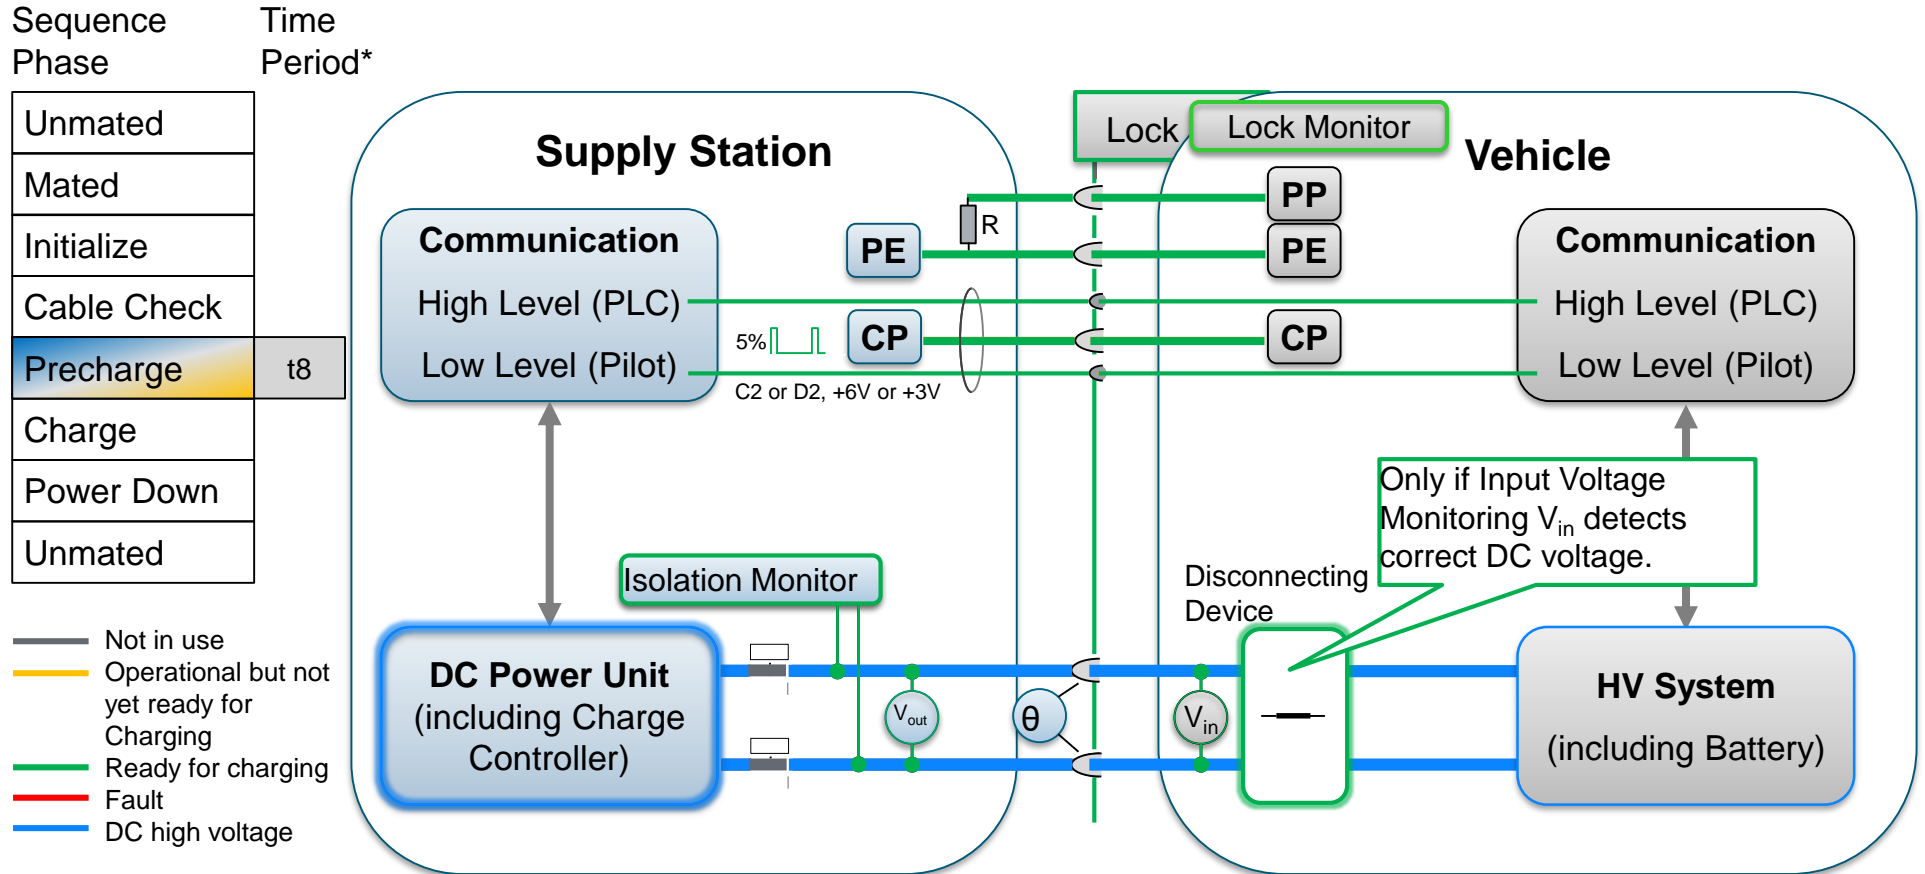 Sequence
Phase
Time
Period*
Unmated
Mated
Initialize
Cable Check
Precharge
t8
Charge
Power Down
Unmated
Not in use
Operational but not
yet ready for
Charging
Ready for charging
Fault
DC high voltage
Supply Station
Communication
High Level (PLC)
Low Level (Pilot)
PE
R
5%
CP
C2 or D2, +6V or +3V
Isolation Monitor
DC Power Unit
(including Charge
Controller)
Vout
θ
Lock
Lock Monitor
Vehicle
PP
PE
CP
Communication
High Level (PLC)
Low Level (Pilot)
Only if Input Voltage
Monitoring Vin detects
correct DC voltage.
Disconnecting
Device
Vin
HV System
(including Battery)